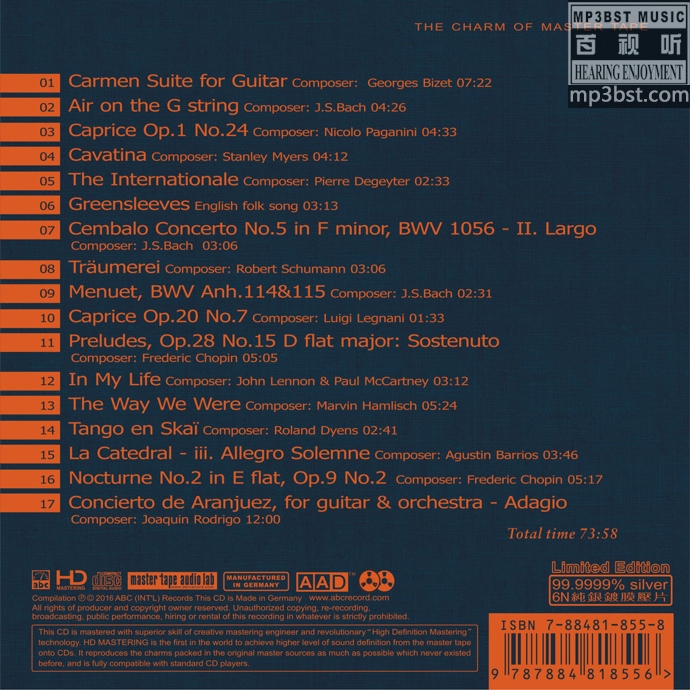 THE CHARM OF MASTER TAPE
MP3BST MUSIC
百视听
HEARING ENJOYMENT
mp3bst.com
01 Carmen Suite for Guitar Composer: Georges Bizet 07:22
02 Air on the G string Composer: J.S.Bach 04:26
03 Caprice Op.1 No.24 Composer: Nicolo Paganini 04:33
04 Cavatina Composer: Stanley Myers 04:12
05 The Internationale Composer: Pierre Degeyter 02:33
06 Greensleeves English folk song 03:13
07 Cembalo Concerto No.5 in F minor, BWV 1056 - II. Largo
Composer: J.S.Bach 03:06
08 Träumerei Composer: Robert Schumann 03:06
09 Menuet, BWV Anh.114&115 Composer: J.S.Bach 02:31
10 Caprice Op.20 No.7 Composer: Luigi Legnani 01:33
11 Preludes, Op.28 No.15 D flat major: Sostenuto
Composer: Frederic Chopin 05:05
12 In My Life Composer: John Lennon & Paul McCartney 03:12
13 The Way We Were Composer: Marvin Hamlisch 05:24
14 Tango en Skaï Composer: Roland Dyens 02:41
15 La Catedral - iii. Allegro Solemne Composer: Agustin Barrios 03:46
16 Nocturne No.2 in E flat, Op.9 No.2 Composer: Frederic Chopin 05:17
17 Concierto de Aranjuez, for guitar & orchestra - Adagio
Composer: Joaquin Rodrigo 12:00
Total time 73:58
abc HD MASTERING disc DIGITAL AUDIO master tape audio lab MANUFACTURED IN GERMANY AAD
Compilation ℗©2016 ABC (INT'L) Records This CD is Made in Germany www.abcrecord.com
All rights of producer and copyright owner reserved. Unauthorized copying, re-recording,
broadcasting, public performance, hiring or rental of this recording in whatever is strictly prohibited.
This CD is mastered with superior skill of creative mastering engineer and revolutionary "High Definition Mastering"
technology. HD MASTERING is the first in the world to achieve higher level of sound definition from the master tape
onto CDs. It reproduces the charms packed in the original master sources as much as possible which never existed
before, and is fully compatible with standard CD players.
Limited Edition
99.9999% silver
6N純銀鍍膜壓片
ISBN 7-88481-855-8
9 787884 818556 >